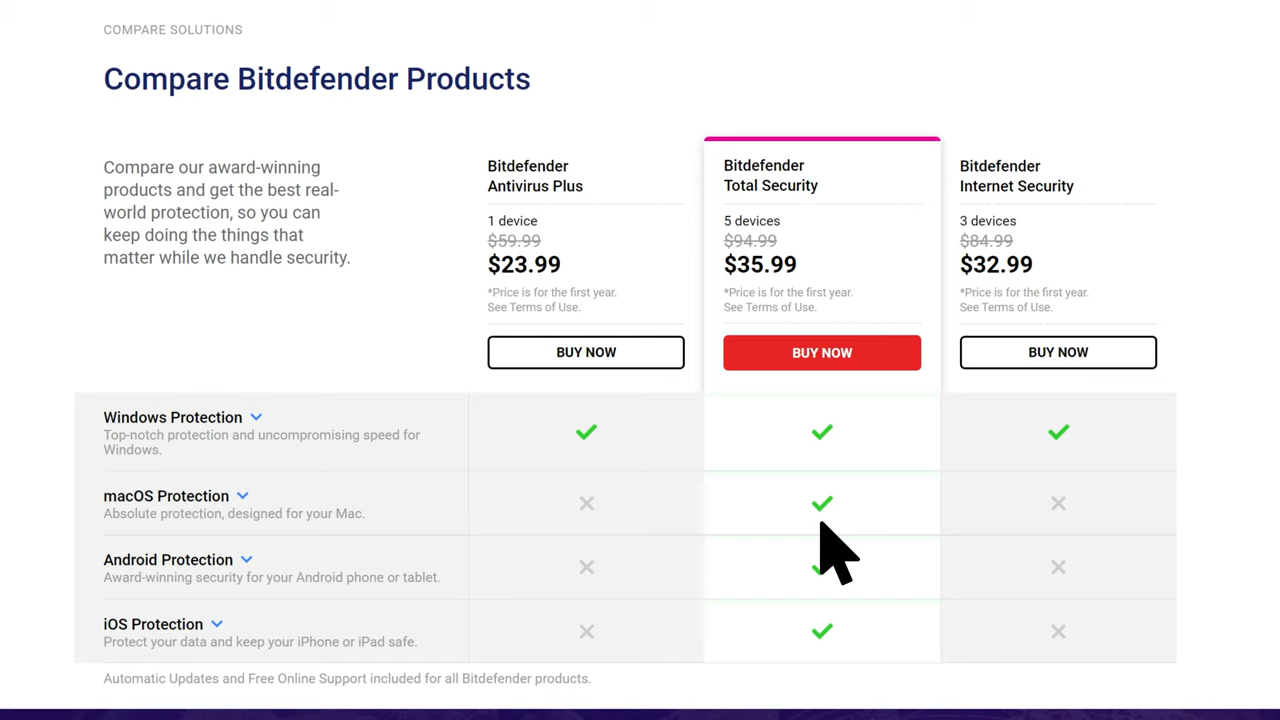 COMPARE SOLUTIONS
Compare Bitdefender Products
Compare our award-winning
products and get the best real-
world protection, so you can
keep doing the things that
matter while we handle security.
Bitdefender
Antivirus Plus
1 device
$59.99
$23.99
*Price is for the first year.
See Terms of Use.
BUY NOW
Bitdefender
Total Security
5 devices
$94.99
$35.99
*Price is for the first year.
See Terms of Use.
BUY NOW
Bitdefender
Internet Security
3 devices
$84.99
$32.99
*Price is for the first year.
See Terms of Use.
BUY NOW
Windows Protection
Top-notch protection and uncompromising speed for
Windows.
macOS Protection
Absolute protection, designed for your Mac.
Android Protection
Award-winning security for your Android phone or tablet.
iOS Protection
Protect your data and keep your iPhone or iPad safe.
Automatic Updates and Free Online Support included for all Bitdefender products.